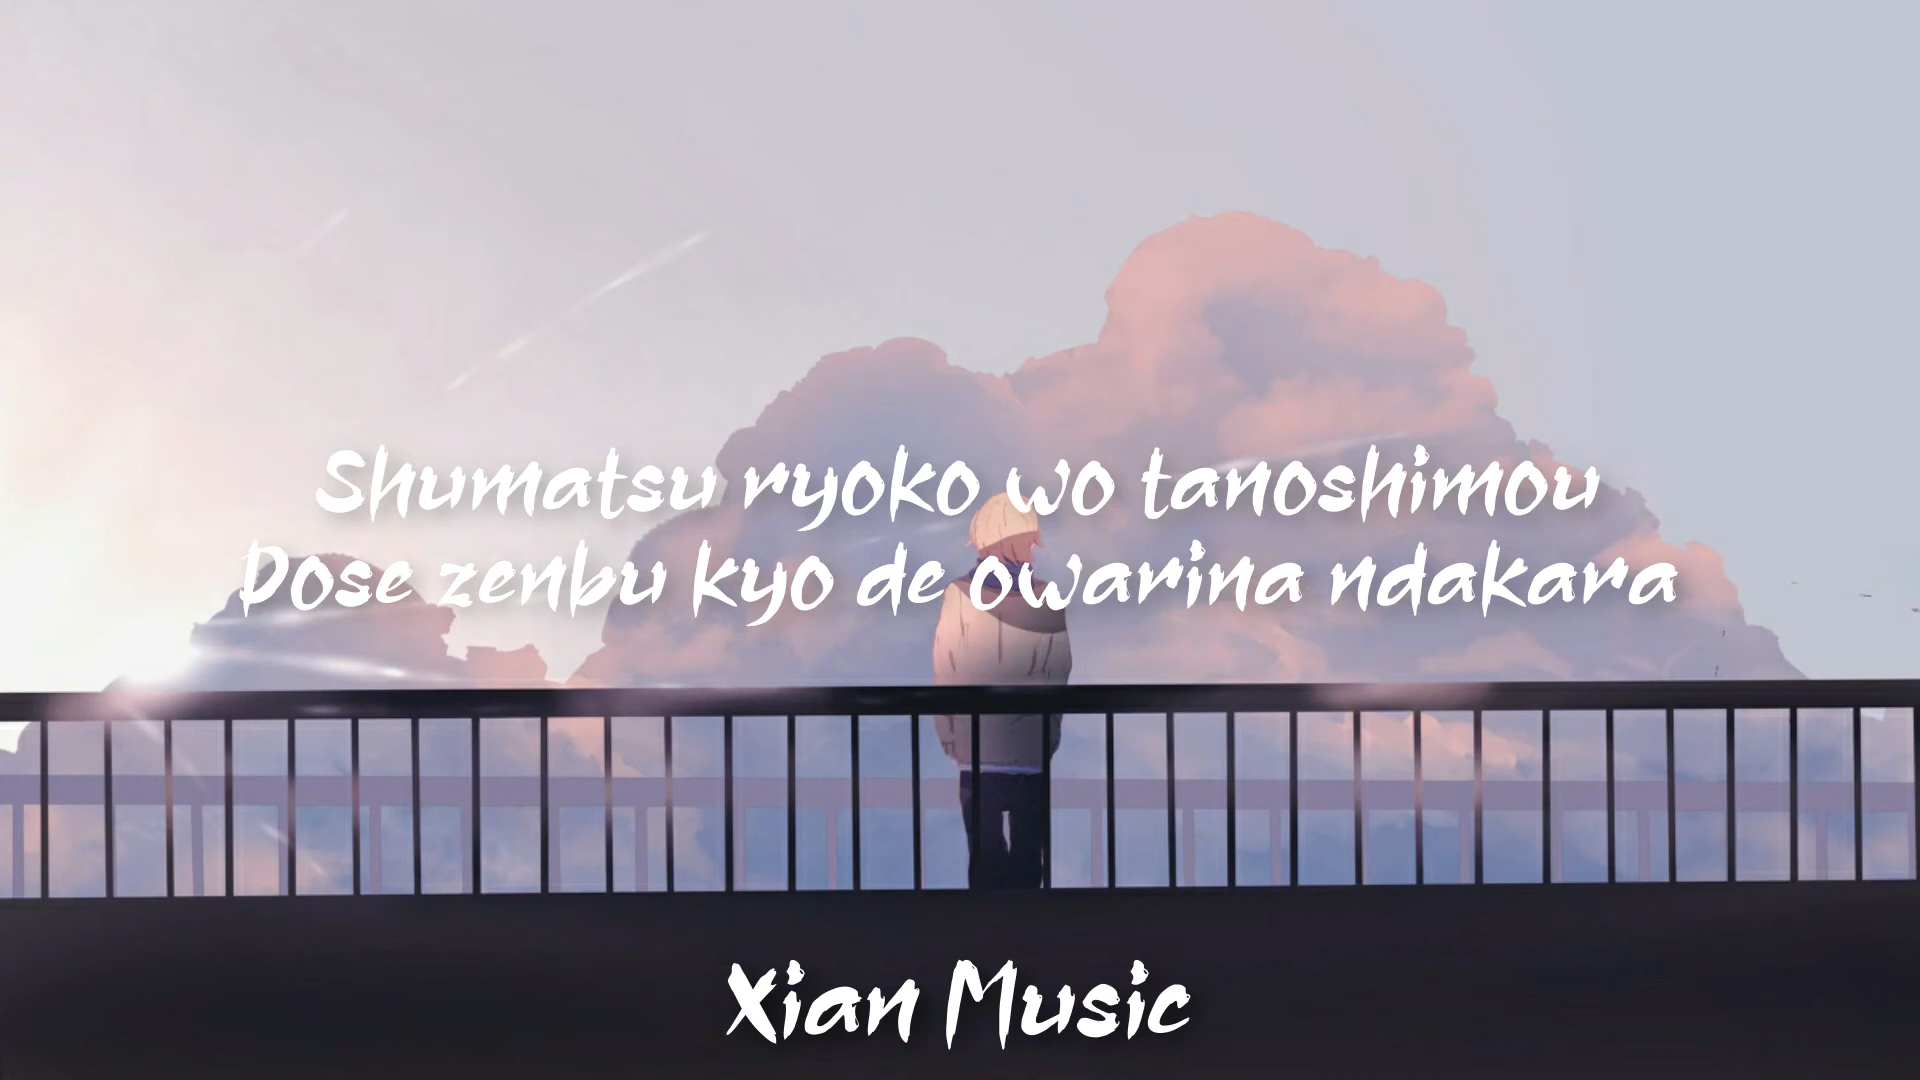 Shumatsu ryoko wo tanoshimou
Dose zenbu kyo de owarina ndakara
Xian Music